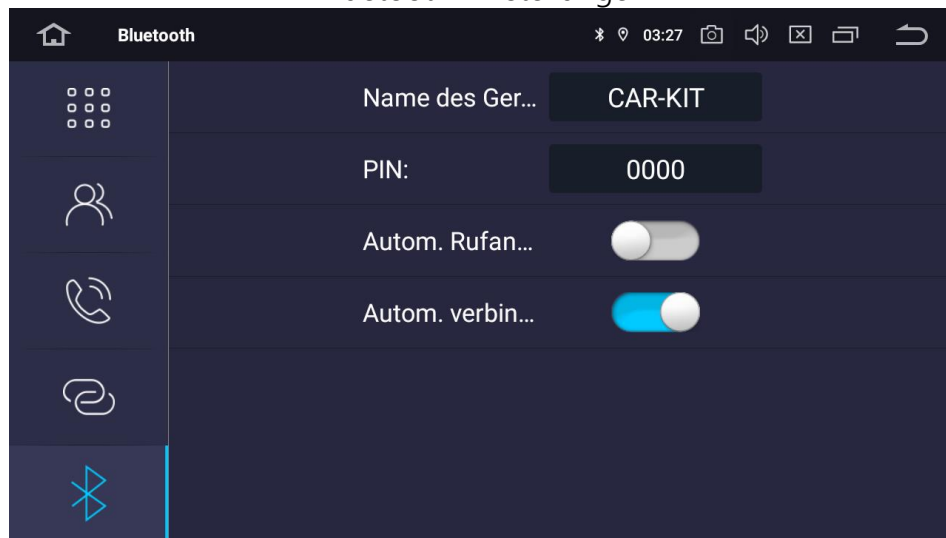 Bluetooth
03:27
Name des Ger...
CAR-KIT
PIN:
0000
Autom. Rufan...
Autom. verbin...